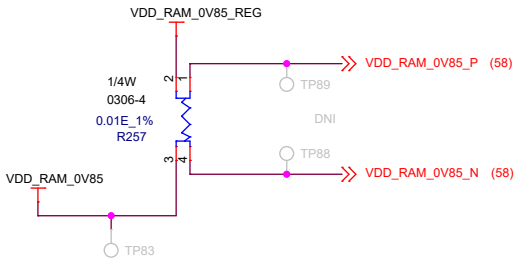 VDD_RAM_0V85_REG
VDD_RAM_0V85_P (58)
2
1
TP89
1/4W
0306-4
0.01E_1%
R257
DNI
TP88
3
4
VDD_RAM_0V85_N (58)
VDD_RAM_0V85
TP83